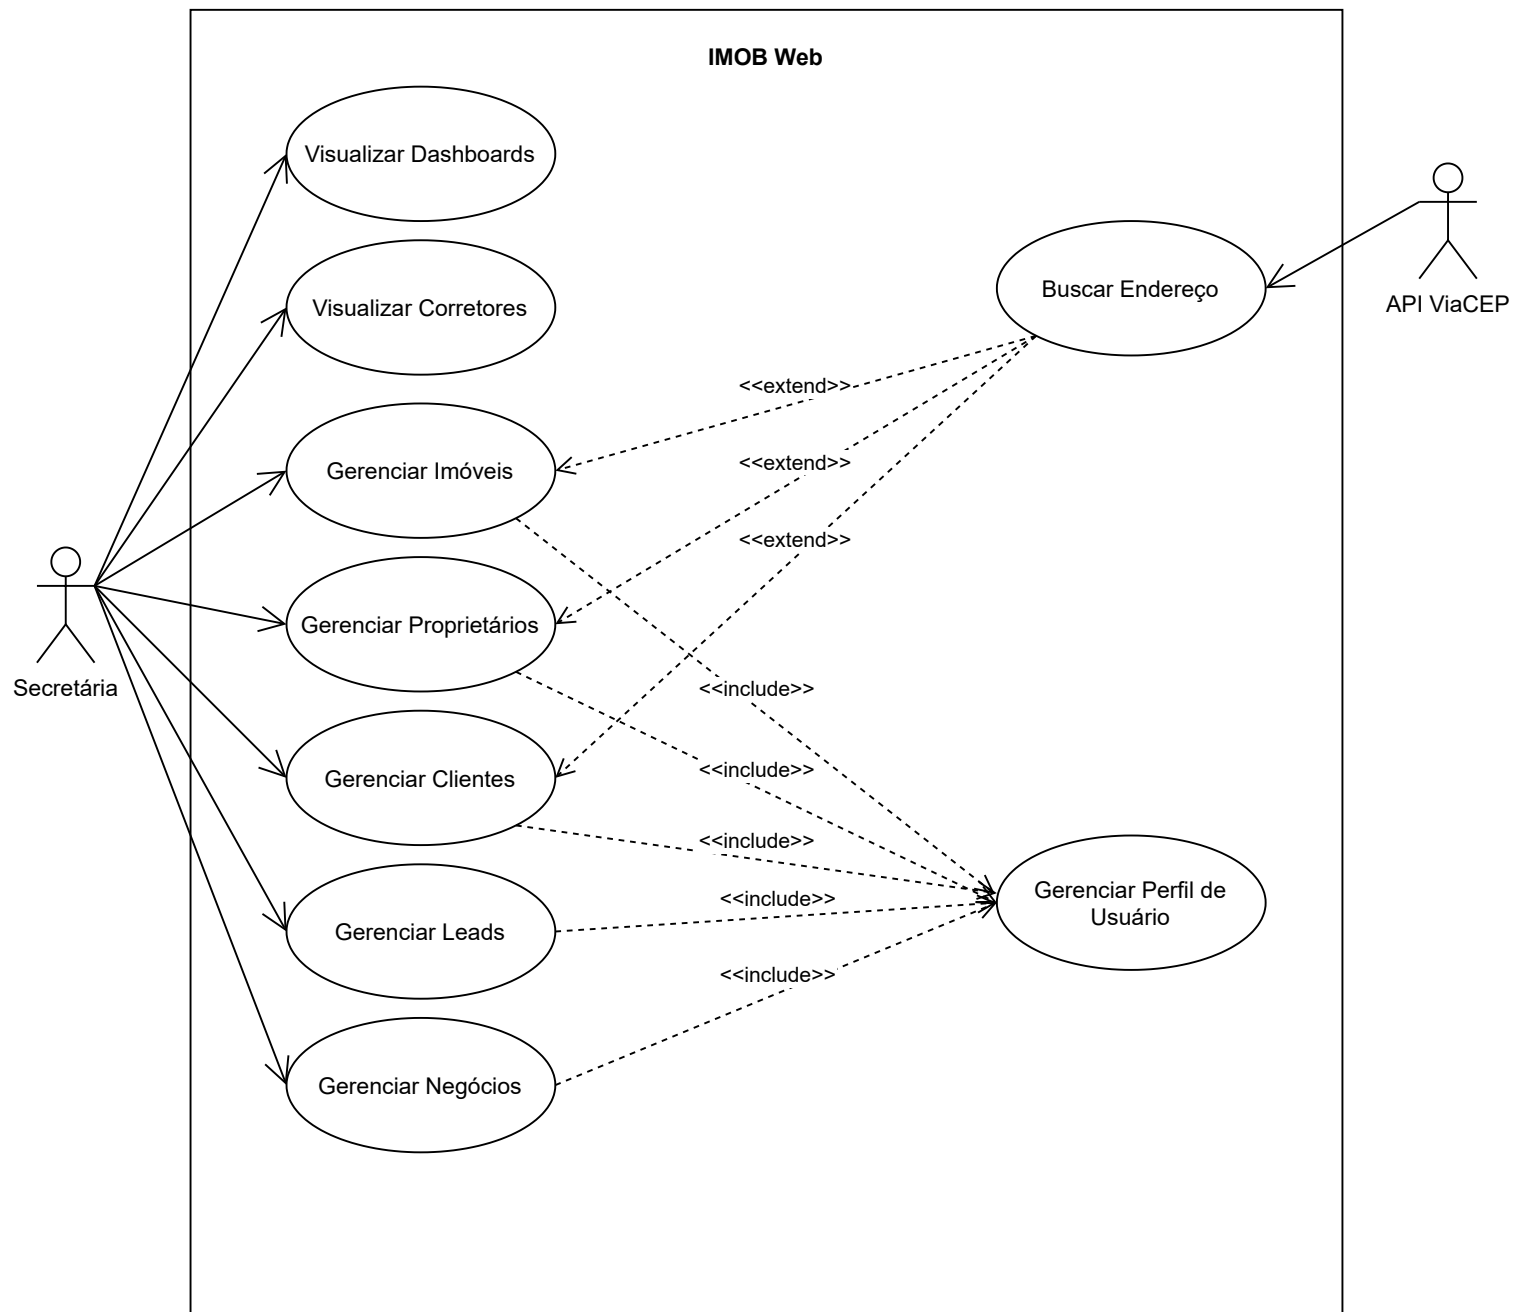 IMOB Web
Visualizar Dashboards
Visualizar Corretores
Buscar Endereço
API ViaCEP
<<extend>>
Gerenciar Imóveis
<<extend>>
<<extend>>
Gerenciar Proprietários
Secretária
<<include>>
<<include>>
Gerenciar Clientes
<<include>>
Gerenciar Perfil de
Usuário
<<include>>
Gerenciar Leads
<<include>>
Gerenciar Negócios